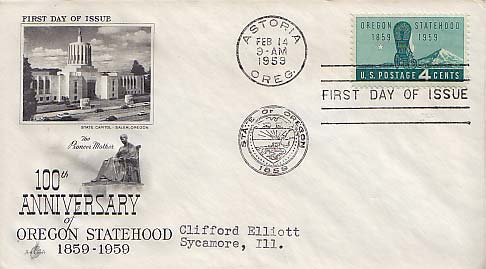 FIRST DAY OF ISSUE
STATE CAPITOL - SALEM, OREGON
The
Pioneer Mother
100th
ANNIVERSARY
of
OREGON STATEHOOD
1859-1959
ASTORIA
FEB 14
9-AM
1959
OREG.
OREGON STATEHOOD
1859 1959
U.S. POSTAGE 4 CENTS
FIRST DAY OF ISSUE
STATE OF OREGON
1859
Clifford Elliott
Sycamore, Ill.